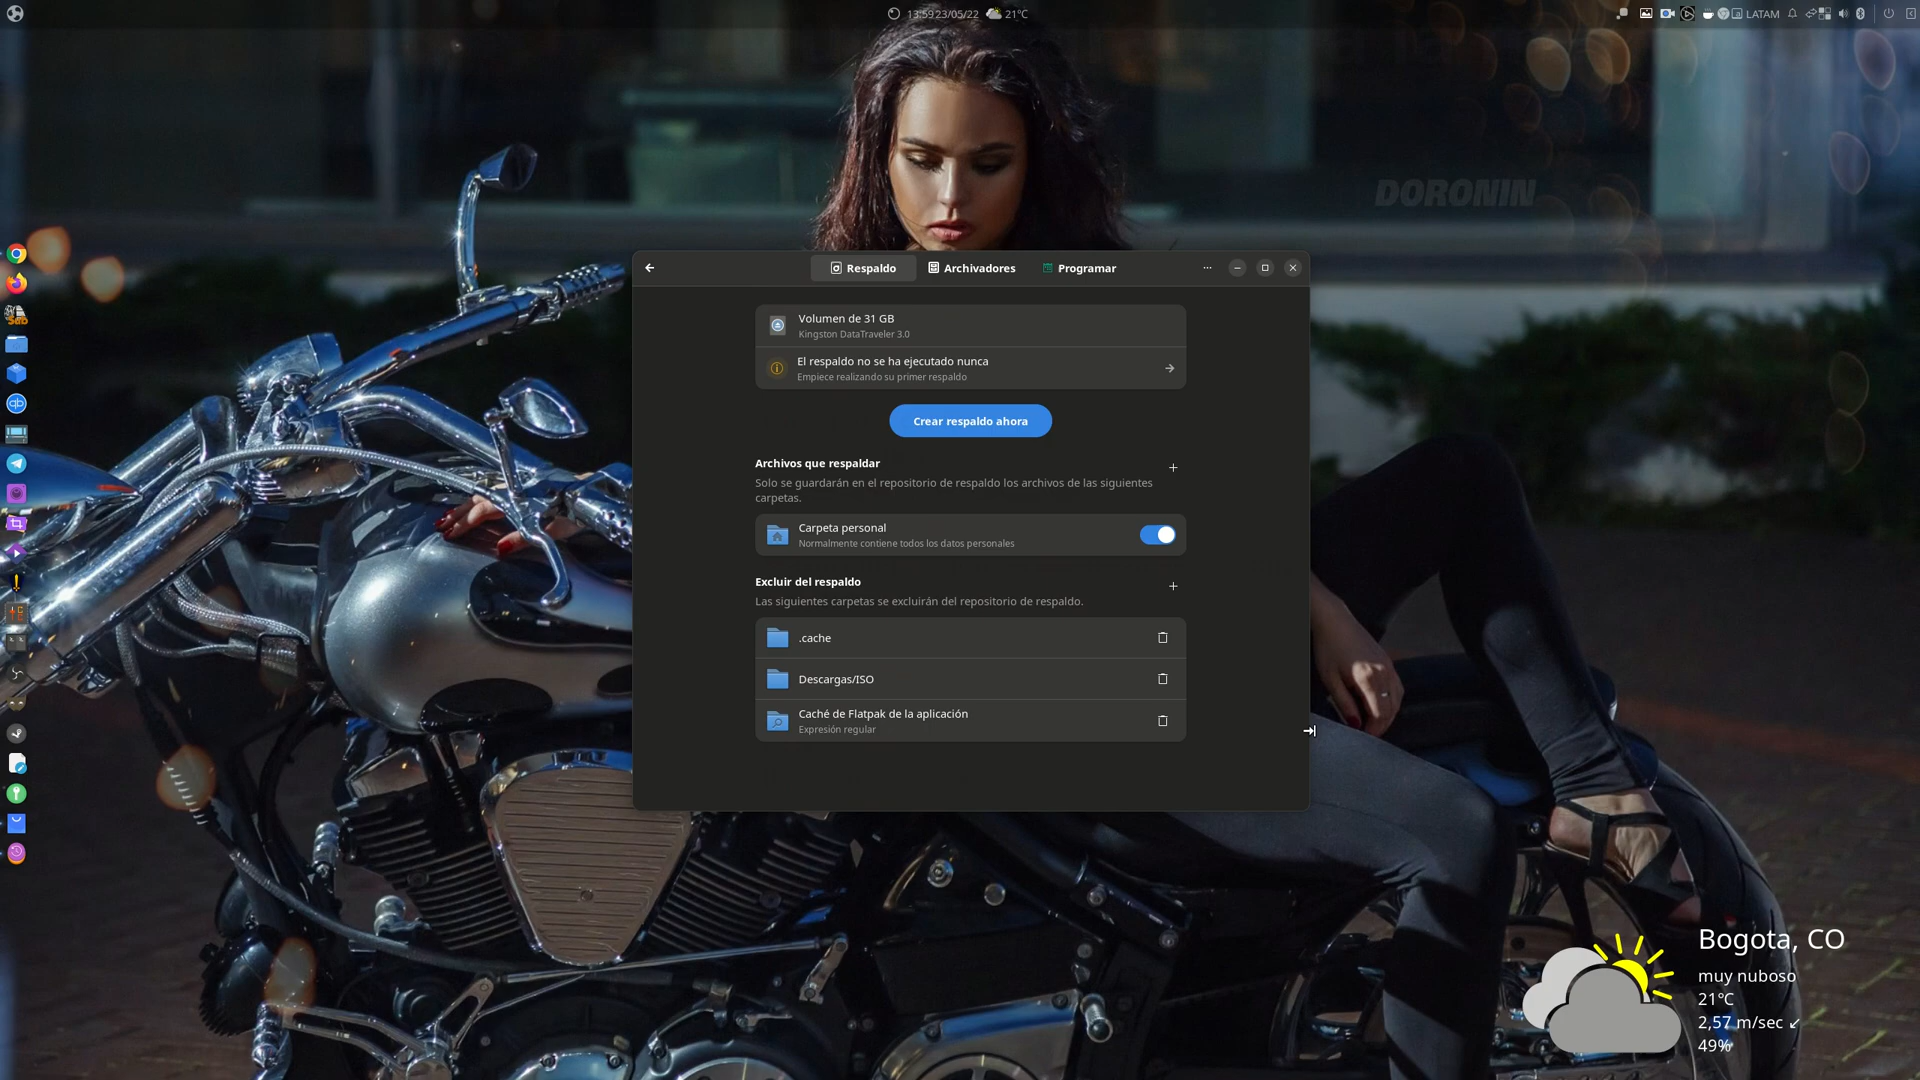 13:59 23/05/22 21°C
LATAM
DORONIN
Respaldo
Archivadores
Programar
Volumen de 31 GB
Kingston DataTraveler 3.0
El respaldo no se ha ejecutado nunca
Empiece realizando su primer respaldo
Crear respaldo ahora
Archivos que respaldar
Solo se guardarán en el repositorio de respaldo los archivos de las siguientes
carpetas.
Carpeta personal
Normalmente contiene todos los datos personales
Excluir del respaldo
Las siguientes carpetas se excluirán del repositorio de respaldo.
.cache
Descargas/ISO
Caché de Flatpak de la aplicación
Expresión regular
Bogota, CO
muy nuboso
21°C
2,57 m/sec ↙
49%